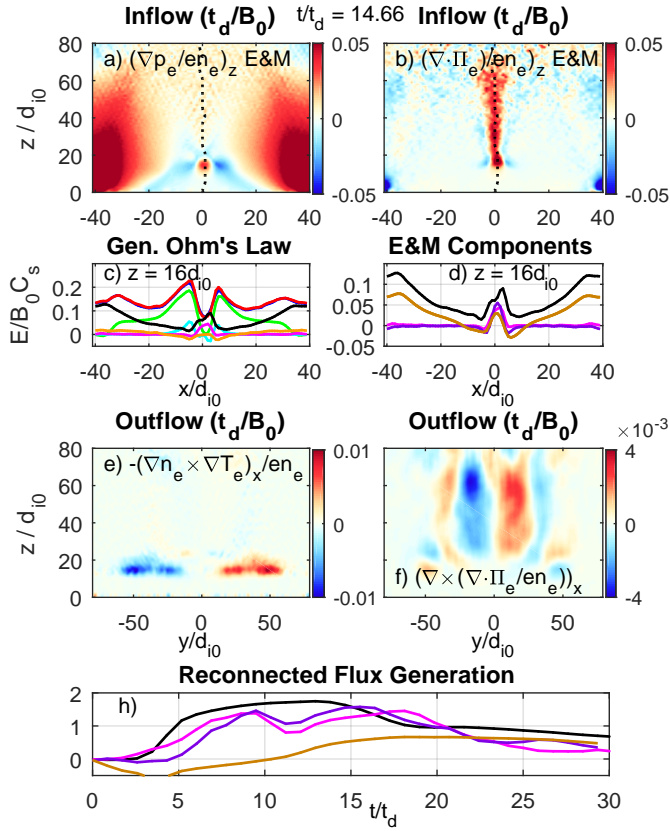 Inflow (t_d/B_0) t/t_d = 14.66 Inflow (t_d/B_0)
a) (∇p_e/en_e)_z E&M
b) (∇·Π_e)/en_e)_z E&M
z / d_i0
80
60
40
20
0
-40 -20 0 20 40
0.05
0
-0.05
-40 -20 0 20 40
0.05
0
-0.05
Gen. Ohm's Law
E&M Components
c) z = 16d_i0
d) z = 16d_i0
E/B_0C_s
0.2
0.1
0
-40 -20 0 20 40
x/d_i0
0.1
0.05
0
-0.05
-40 -20 0 20 40
x/d_i0
Outflow (t_d/B_0)
Outflow (t_d/B_0)
e) -(∇n_e × ∇T_e)_x/en_e
z / d_i0
80
60
40
20
0
-50 0 50
y/d_i0
0.01
0
-0.01
f) (∇×(∇·Π_e/en_e))_x
-50 0 50
y/d_i0
×10^-3
4
2
0
-2
-4
Reconnected Flux Generation
h)
2
1
0
0 5 10 15 20 25 30
t/t_d